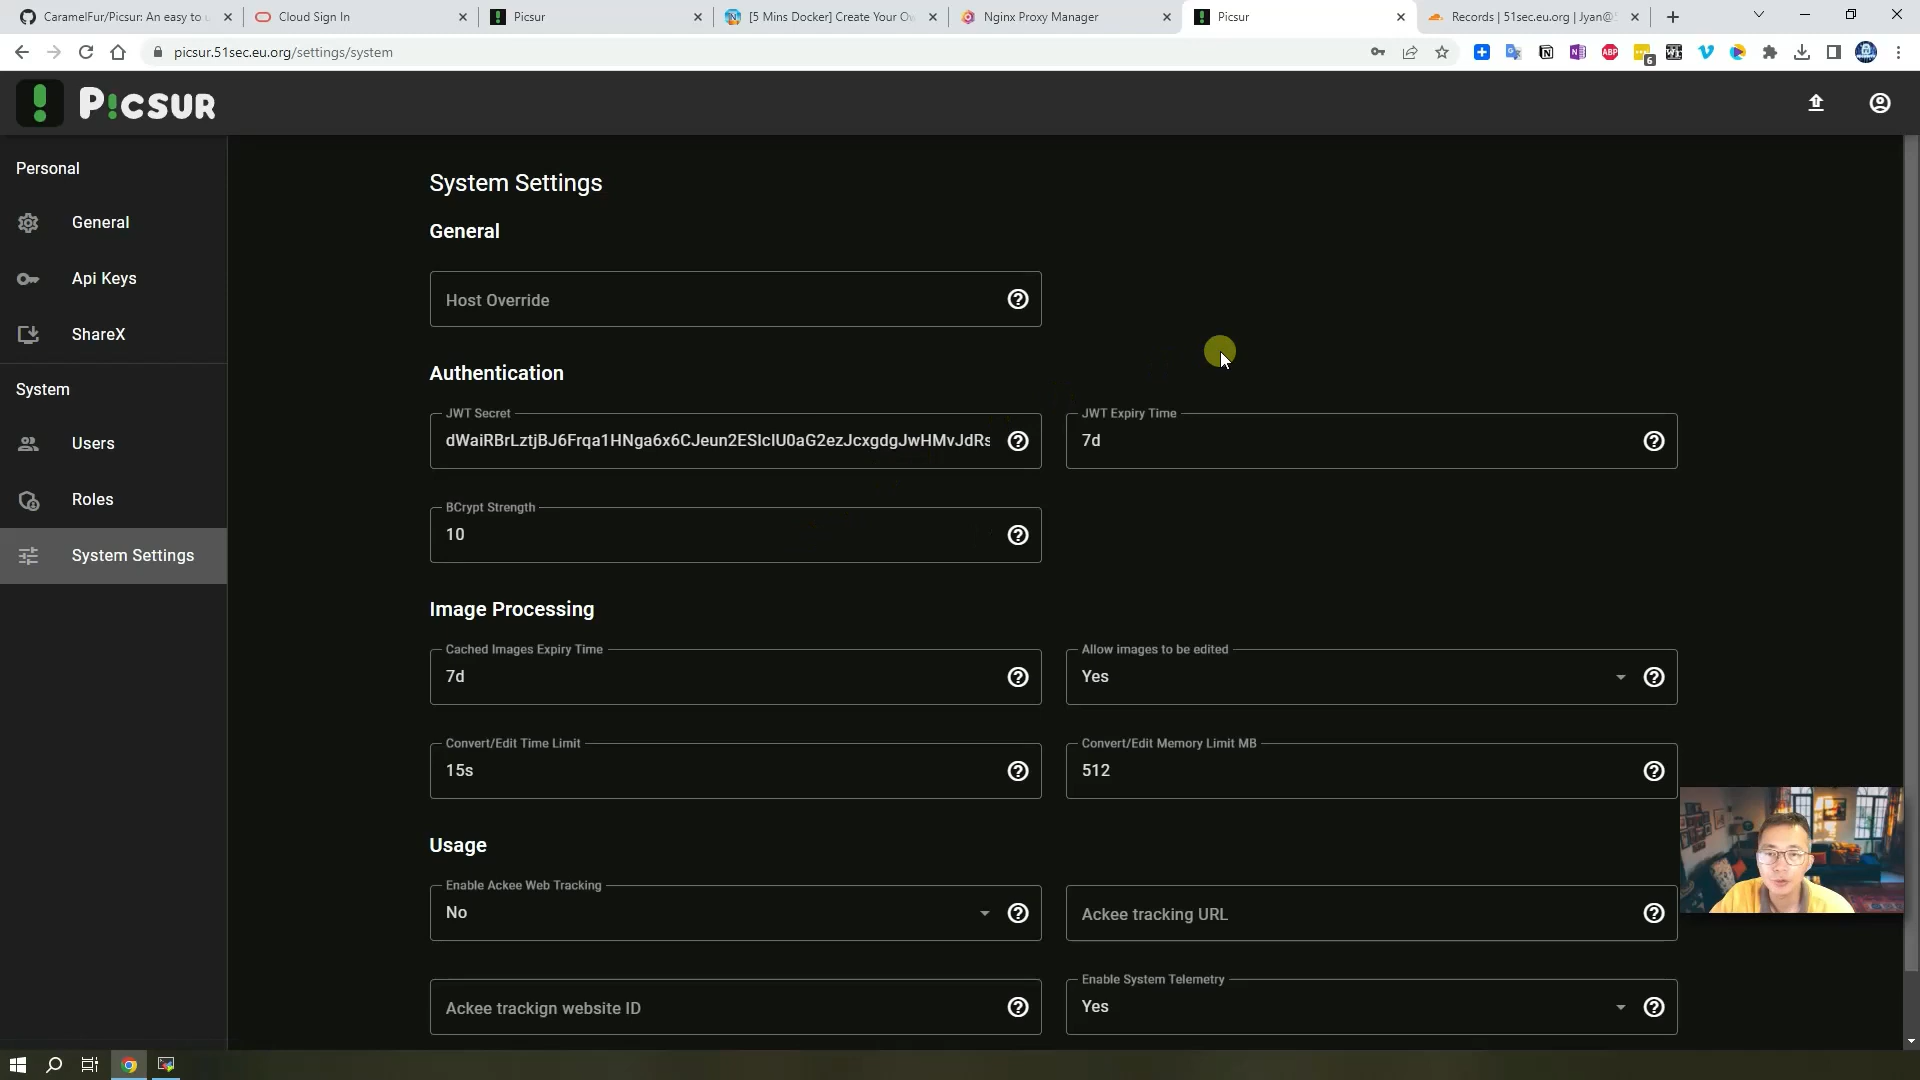 CaramelFur/Picsur: An easy to u
Cloud Sign In
Picsur
[5 Mins Docker] Create Your Ow
Nginx Proxy Manager
Picsur
Records | 51sec.eu.org | Jyan@5
picsur.51sec.eu.org/settings/system
ABP
6
P!CSUR
Personal
General
Api Keys
ShareX
System
Users
Roles
System Settings
System Settings
General
Host Override
Authentication
JWT Secret
dWaiRBrLztjBJ6Frqa1HNga6x6CJeun2ESIcIU0aG2ezJcxgdgJwHMvJdRs
JWT Expiry Time
7d
BCrypt Strength
10
Image Processing
Cached Images Expiry Time
7d
Allow images to be edited
Yes
Convert/Edit Time Limit
15s
Convert/Edit Memory Limit MB
512
Usage
Enable Ackee Web Tracking
No
Ackee tracking URL
Ackee trackign website ID
Enable System Telemetry
Yes